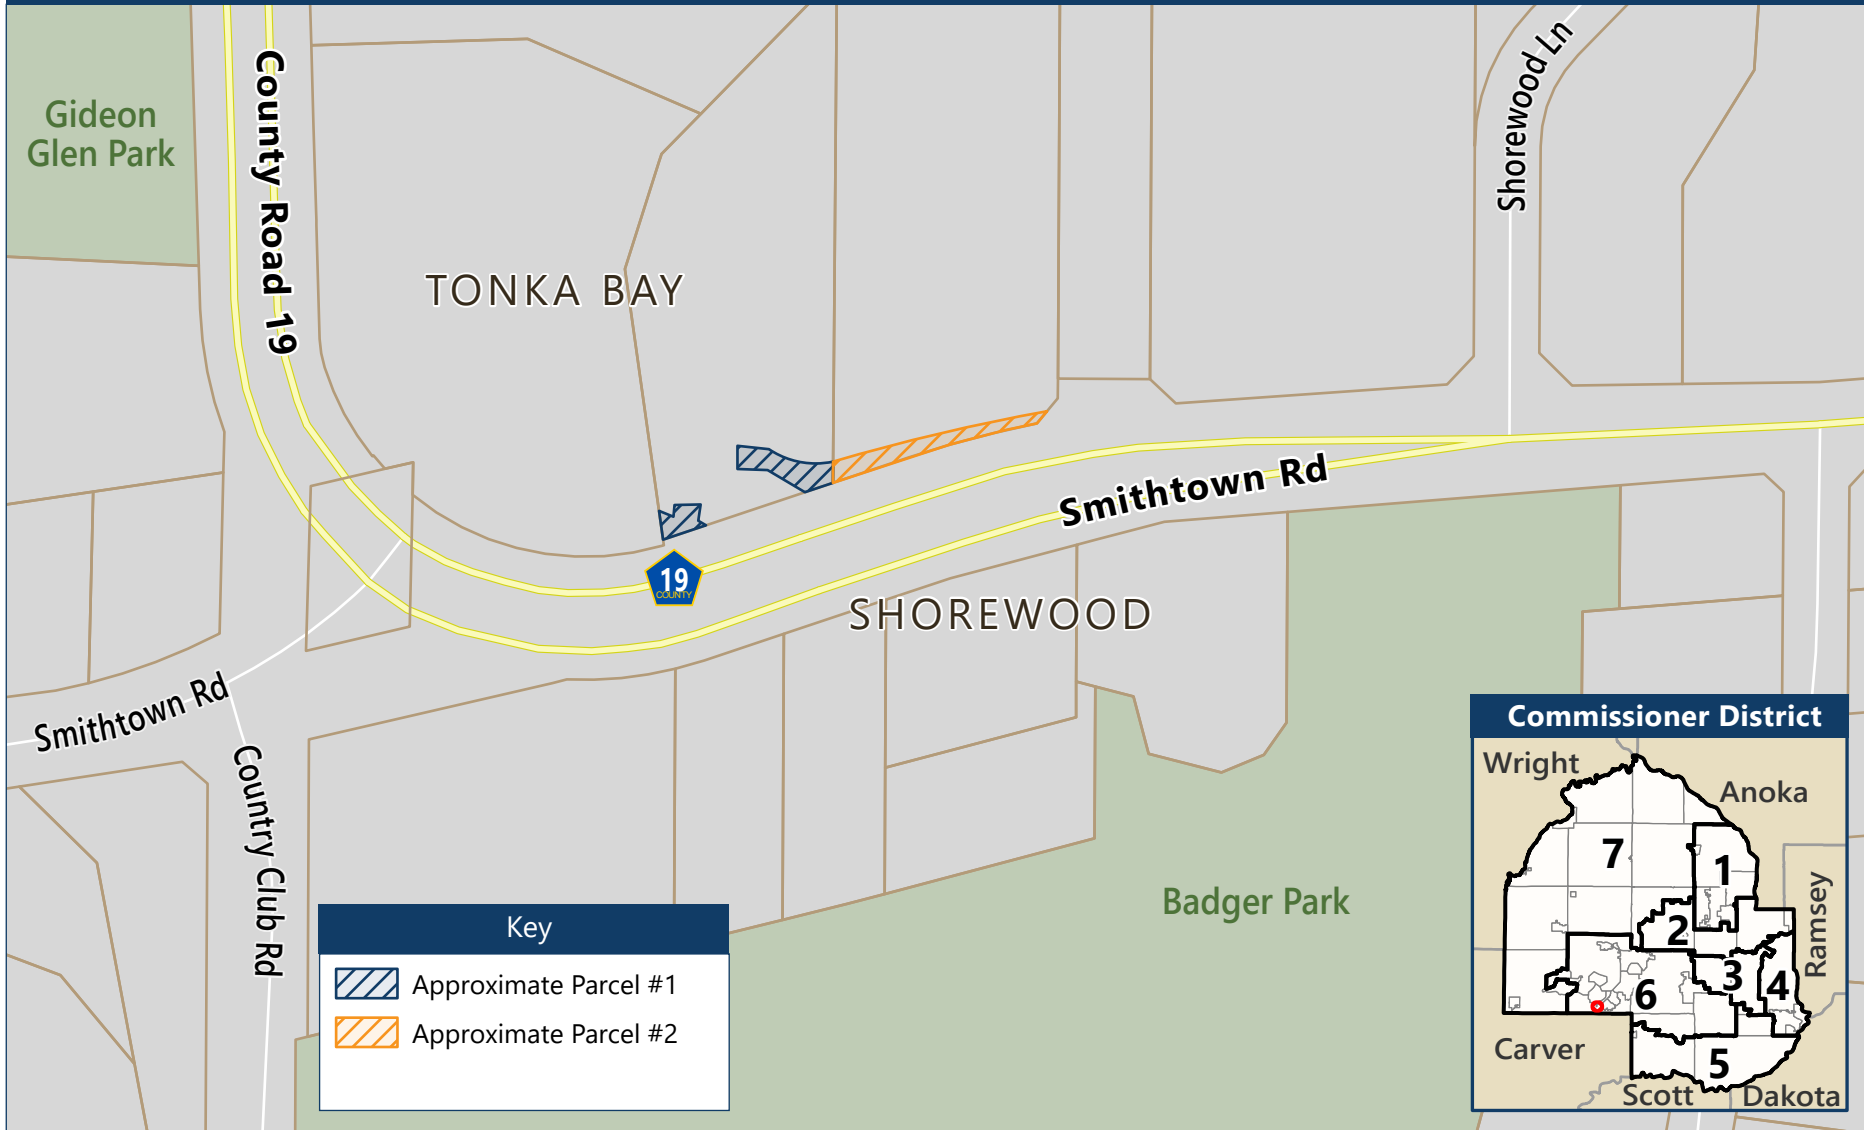 Gideon
Glen Park
County Road 19
TONKA BAY
Shorewood Ln
Smithtown Rd
19
COUNTY
SHOREWOOD
Smithtown Rd
Country Club Rd
Badger Park
Key
Approximate Parcel #1
Approximate Parcel #2
Commissioner District
Wright
Anoka
7
1
Ramsey
2
3
4
6
Carver
5
Scott
Dakota